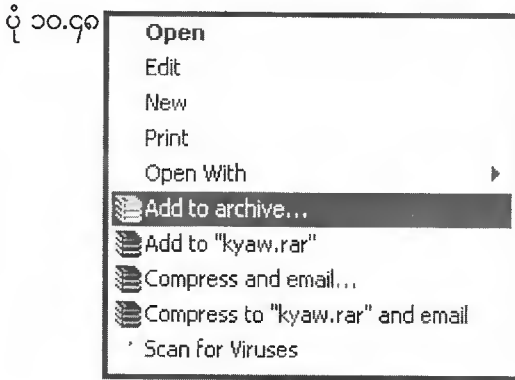 ပုံ ၁၀.၄၈
Open
Edit
New
Print
Open With
Add to archive...
Add to "kyaw.rar"
Compress and email...
Compress to "kyaw.rar" and email
Scan for Viruses